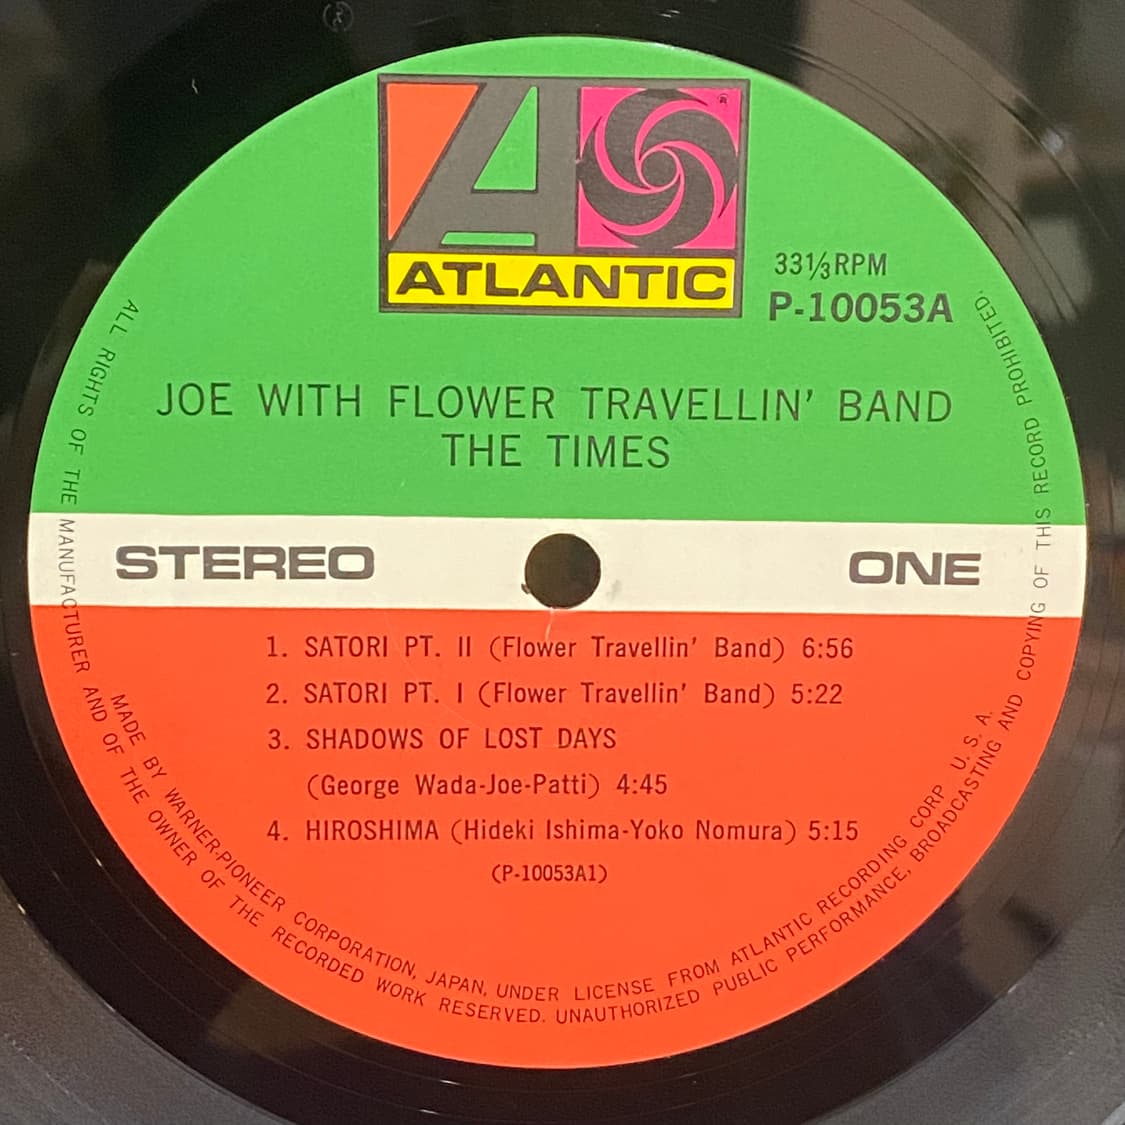 ATLANTIC
®
33⅓RPM
P-10053A
JOE WITH FLOWER TRAVELLIN' BAND
THE TIMES
STEREO
ONE
1. SATORI PT. II (Flower Travellin' Band) 6:56
2. SATORI PT. I (Flower Travellin' Band) 5:22
3. SHADOWS OF LOST DAYS
(George Wada-Joe-Patti) 4:45
4. HIROSHIMA (Hideki Ishima-Yoko Nomura) 5:15
(P-10053A1)
MADE BY WARNER-PIONEER CORPORATION, JAPAN, UNDER LICENSE FROM ATLANTIC RECORDING CORP U. S. A.
ALL RIGHTS OF THE MANUFACTURER AND OF THE OWNER OF THE RECORDED WORK RESERVED. UNAUTHORIZED PUBLIC PERFORMANCE, BROADCASTING AND COPYING OF THIS RECORD PROHIBITED.